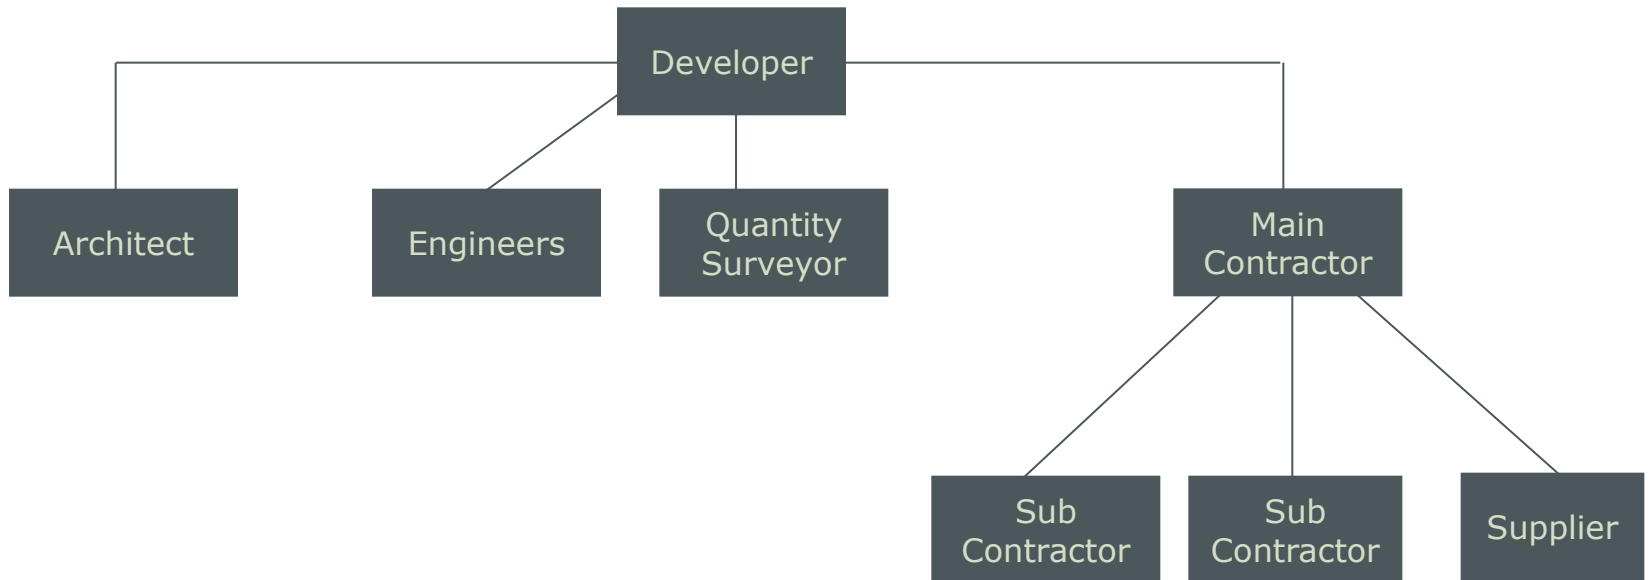 Developer
Architect
Engineers
Quantity
Surveyor
Main
Contractor
Sub
Contractor
Sub
Contractor
Supplier